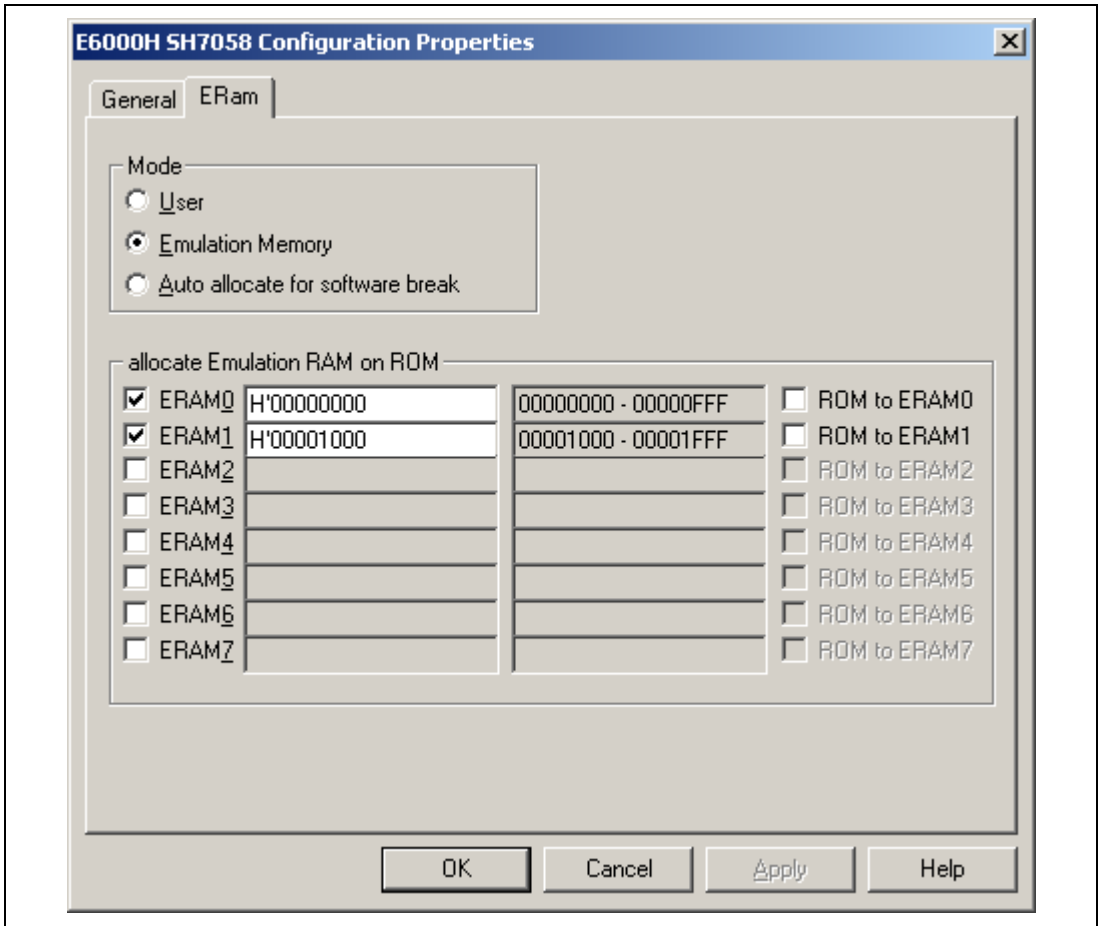 E6000H SH7058 Configuration Properties
General ERam
Mode
User
Emulation Memory
Auto allocate for software break
allocate Emulation RAM on ROM
ERAM0 H'00000000 00000000 - 00000FFF ROM to ERAM0
ERAM1 H'00001000 00001000 - 00001FFF ROM to ERAM1
ERAM2 ROM to ERAM2
ERAM3 ROM to ERAM3
ERAM4 ROM to ERAM4
ERAM5 ROM to ERAM5
ERAM6 ROM to ERAM6
ERAM7 ROM to ERAM7
OK Cancel Apply Help